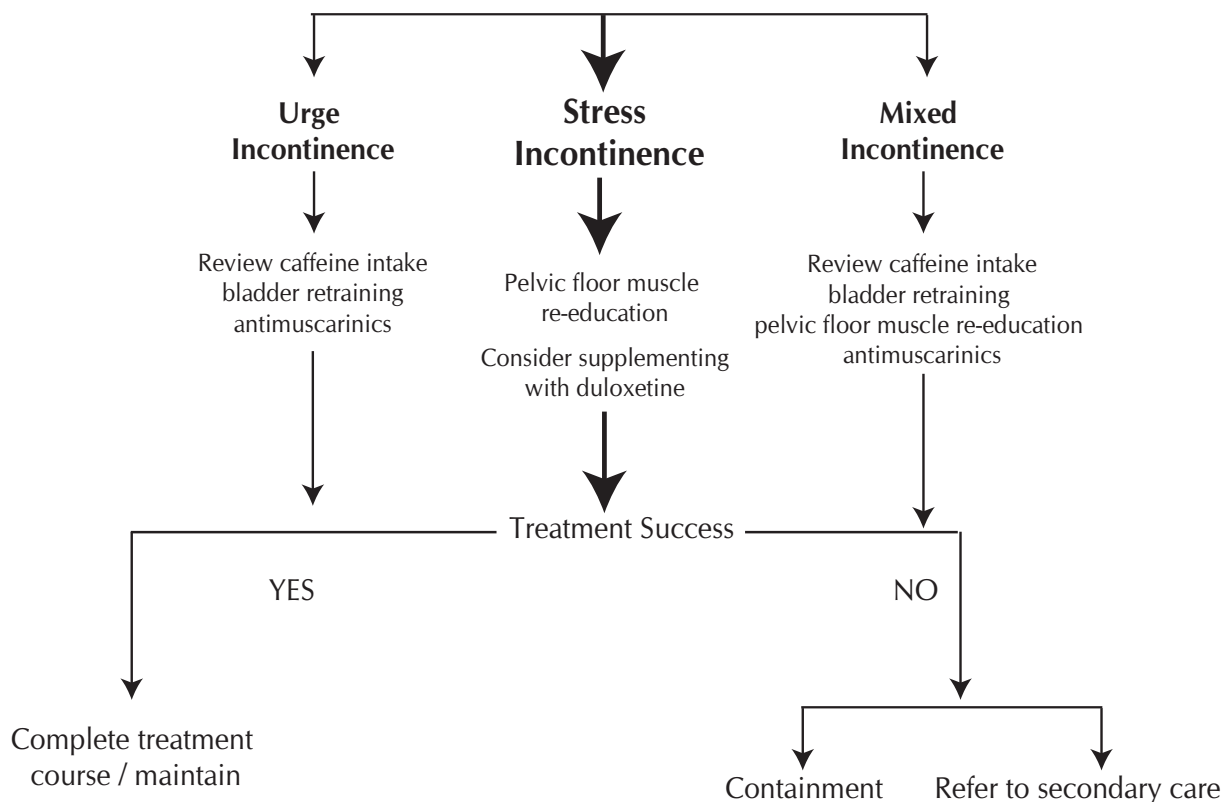 Urge
Incontinence
Stress
Incontinence
Mixed
Incontinence
Review caffeine intake
bladder retraining
antimuscarinics
Pelvic floor muscle
re-education
Consider supplementing
with duloxetine
Review caffeine intake
bladder retraining
pelvic floor muscle re-education
antimuscarinics
Treatment Success
YES
NO
Complete treatment
course / maintain
Containment
Refer to secondary care